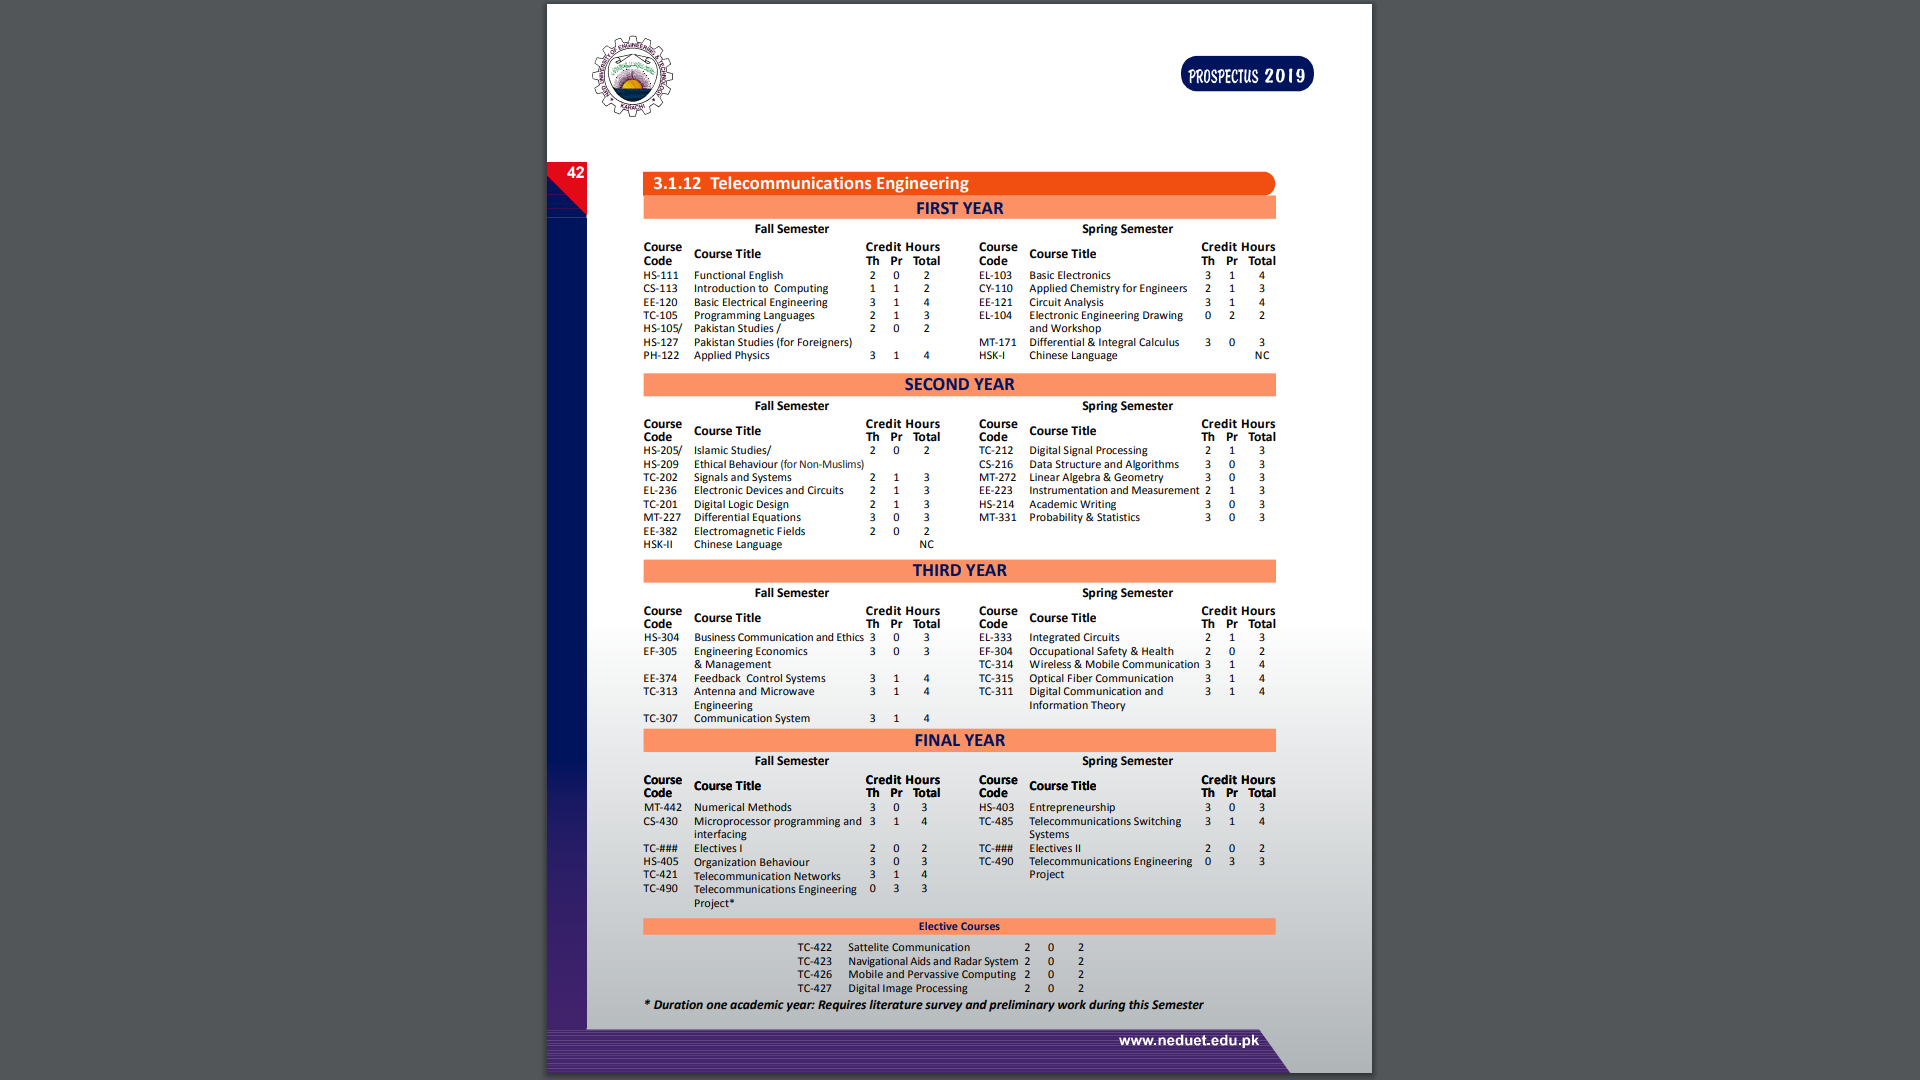 NED UNIVERSITY OF ENGINEERING & TECHNOLOGY
KARACHI
PROSPECTUS 2019
42
3.1.12 Telecommunications Engineering
FIRST YEAR
Fall Semester
Course Code Course Title Credit Hours
Th Pr Total
HS-111 Functional English 2 0 2
CS-113 Introduction to Computing 1 1 2
EE-120 Basic Electrical Engineering 3 1 4
TC-105 Programming Languages 2 1 3
HS-105/ Pakistan Studies / 2 0 2
HS-127 Pakistan Studies (for Foreigners)
PH-122 Applied Physics 3 1 4
Spring Semester
Course Code Course Title Credit Hours
Th Pr Total
EL-103 Basic Electronics 3 1 4
CY-110 Applied Chemistry for Engineers 2 1 3
EE-121 Circuit Analysis 3 1 4
EL-104 Electronic Engineering Drawing 0 2 2
and Workshop
MT-171 Differential & Integral Calculus 3 0 3
HSK-I Chinese Language NC
SECOND YEAR
Fall Semester
Course Code Course Title Credit Hours
Th Pr Total
HS-205/ Islamic Studies/ 2 0 2
HS-209 Ethical Behaviour (for Non-Muslims)
TC-202 Signals and Systems 2 1 3
EL-236 Electronic Devices and Circuits 2 1 3
TC-201 Digital Logic Design 2 1 3
MT-227 Differential Equations 3 0 3
EE-382 Electromagnetic Fields 2 0 2
HSK-II Chinese Language NC
Spring Semester
Course Code Course Title Credit Hours
Th Pr Total
TC-212 Digital Signal Processing 2 1 3
CS-216 Data Structure and Algorithms 3 0 3
MT-272 Linear Algebra & Geometry 3 0 3
EE-223 Instrumentation and Measurement 2 1 3
HS-214 Academic Writing 3 0 3
MT-331 Probability & Statistics 3 0 3
THIRD YEAR
Fall Semester
Course Code Course Title Credit Hours
Th Pr Total
HS-304 Business Communication and Ethics 3 0 3
EF-305 Engineering Economics 3 0 3
& Management
EE-374 Feedback Control Systems 3 1 4
TC-313 Antenna and Microwave 3 1 4
Engineering
TC-307 Communication System 3 1 4
Spring Semester
Course Code Course Title Credit Hours
Th Pr Total
EL-333 Integrated Circuits 2 1 3
EF-304 Occupational Safety & Health 2 0 2
TC-314 Wireless & Mobile Communication 3 1 4
TC-315 Optical Fiber Communication 3 1 4
TC-311 Digital Communication and 3 1 4
Information Theory
FINAL YEAR
Fall Semester
Course Code Course Title Credit Hours
Th Pr Total
MT-442 Numerical Methods 3 0 3
CS-430 Microprocessor programming and 3 1 4
interfacing
TC-### Electives I 2 0 2
HS-405 Organization Behaviour 3 0 3
TC-421 Telecommunication Networks 3 1 4
TC-490 Telecommunications Engineering 0 3 3
Project*
Spring Semester
Course Code Course Title Credit Hours
Th Pr Total
HS-403 Entrepreneurship 3 0 3
TC-485 Telecommunications Switching 3 1 4
Systems
TC-### Electives II 2 0 2
TC-490 Telecommunications Engineering 0 3 3
Project
Elective Courses
TC-422 Sattelite Communication 2 0 2
TC-423 Navigational Aids and Radar System 2 0 2
TC-426 Mobile and Pervassive Computing 2 0 2
TC-427 Digital Image Processing 2 0 2
* Duration one academic year: Requires literature survey and preliminary work during this Semester
www.neduet.edu.pk